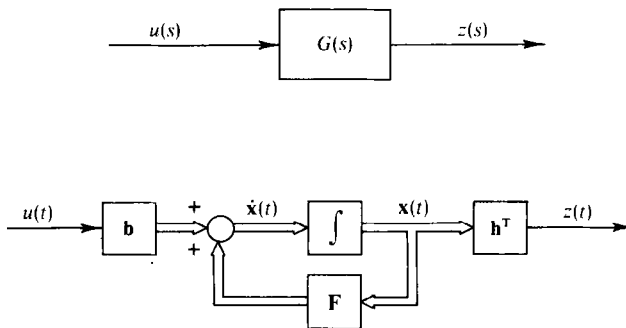 u(s)
G(s)
z(s)
u(t)
b
+
+
ẋ(t)
∫
x(t)
hᵀ
z(t)
F